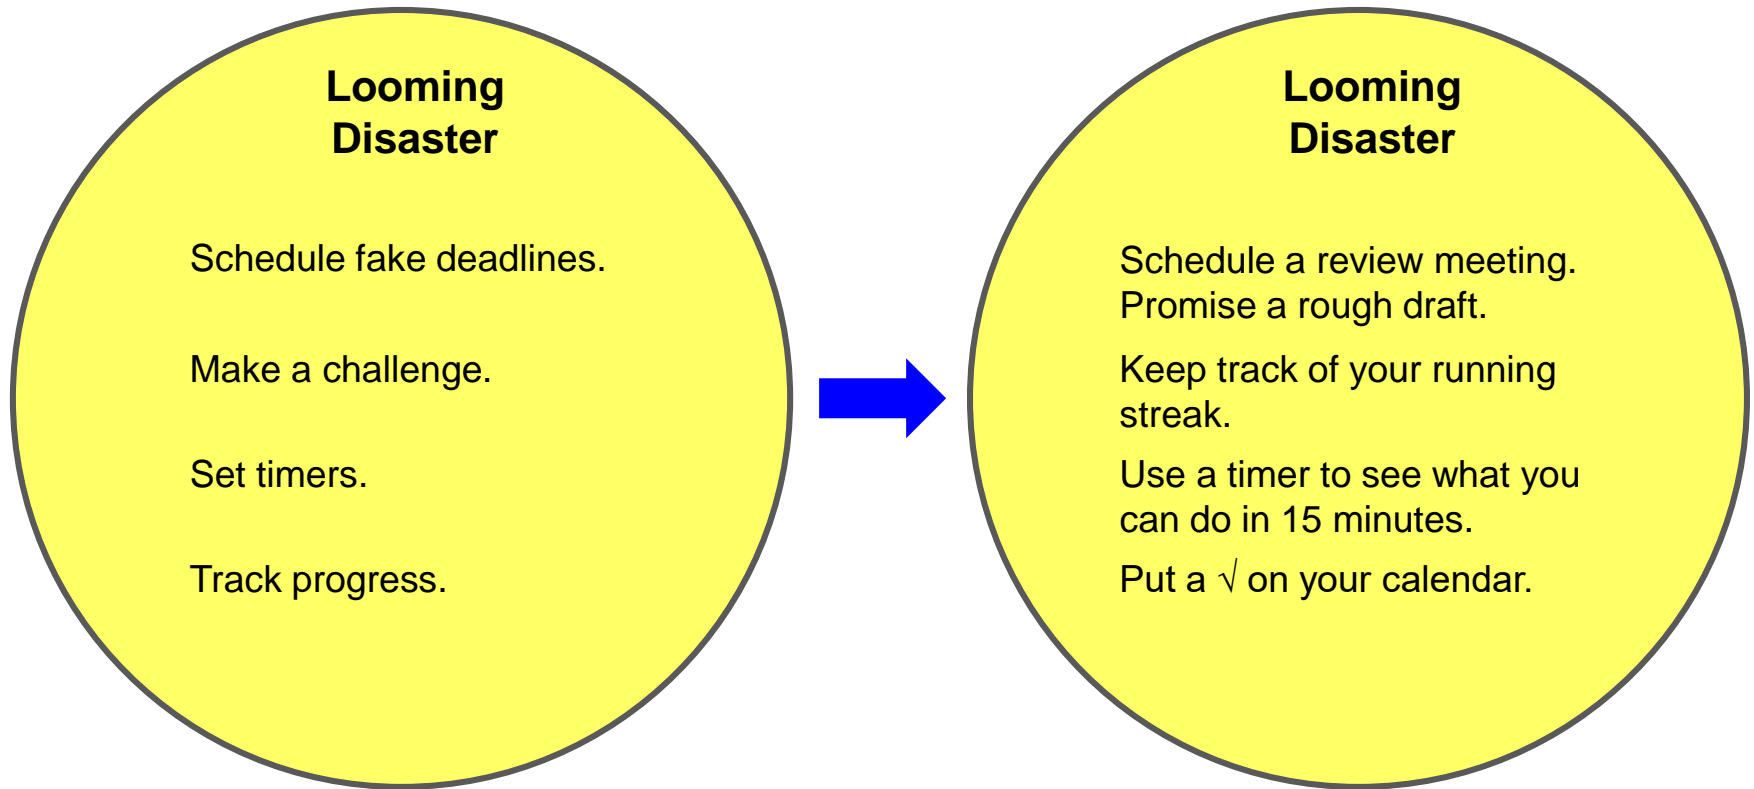 Looming
Disaster
Schedule fake deadlines.
Make a challenge.
Set timers.
Track progress.
Looming
Disaster
Schedule a review meeting.
Promise a rough draft.
Keep track of your running
streak.
Use a timer to see what you
can do in 15 minutes.
Put a √ on your calendar.